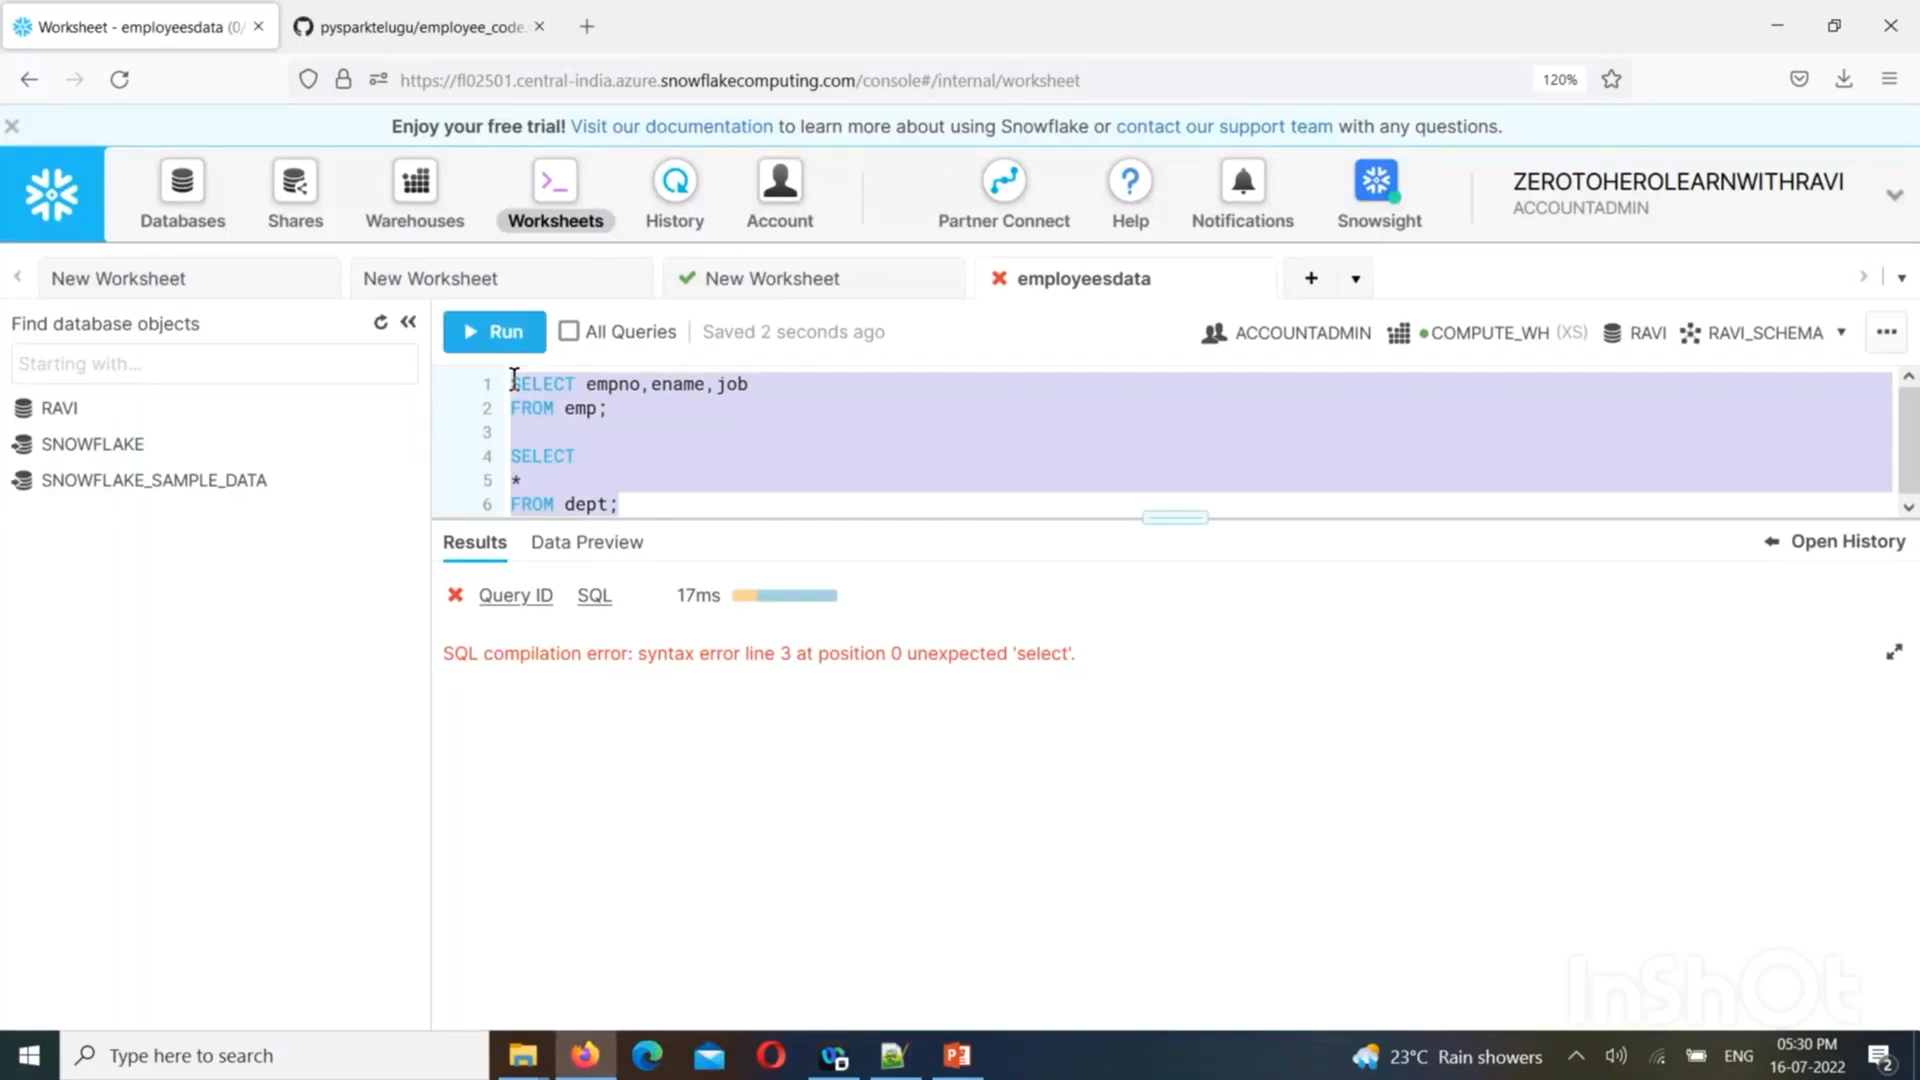 Worksheet - employeesdata (0/
pysparktelugu/employee_code.
https://fl02501.central-india.azure.snowflakecomputing.com/console#/internal/worksheet
120%
Enjoy your free trial! Visit our documentation to learn more about using Snowflake or contact our support team with any questions.
Databases
Shares
Warehouses
Worksheets
History
Account
Partner Connect
Help
Notifications
Snowsight
ZEROTOHEROLEARNWITHRAVI
ACCOUNTADMIN
New Worksheet
New Worksheet
New Worksheet
employeesdata
Find database objects
Starting with...
RAVI
SNOWFLAKE
SNOWFLAKE_SAMPLE_DATA
Run
All Queries
Saved 2 seconds ago
ACCOUNTADMIN
COMPUTE_WH (XS)
RAVI
RAVI_SCHEMA
1 SELECT empno,ename,job
2 FROM emp;
3
4 SELECT
5 *
6 FROM dept;
Results
Data Preview
Open History
Query ID
SQL
17ms
SQL compilation error: syntax error line 3 at position 0 unexpected 'select'.
InShOt
Type here to search
23°C Rain showers
ENG
05:30 PM
16-07-2022
2